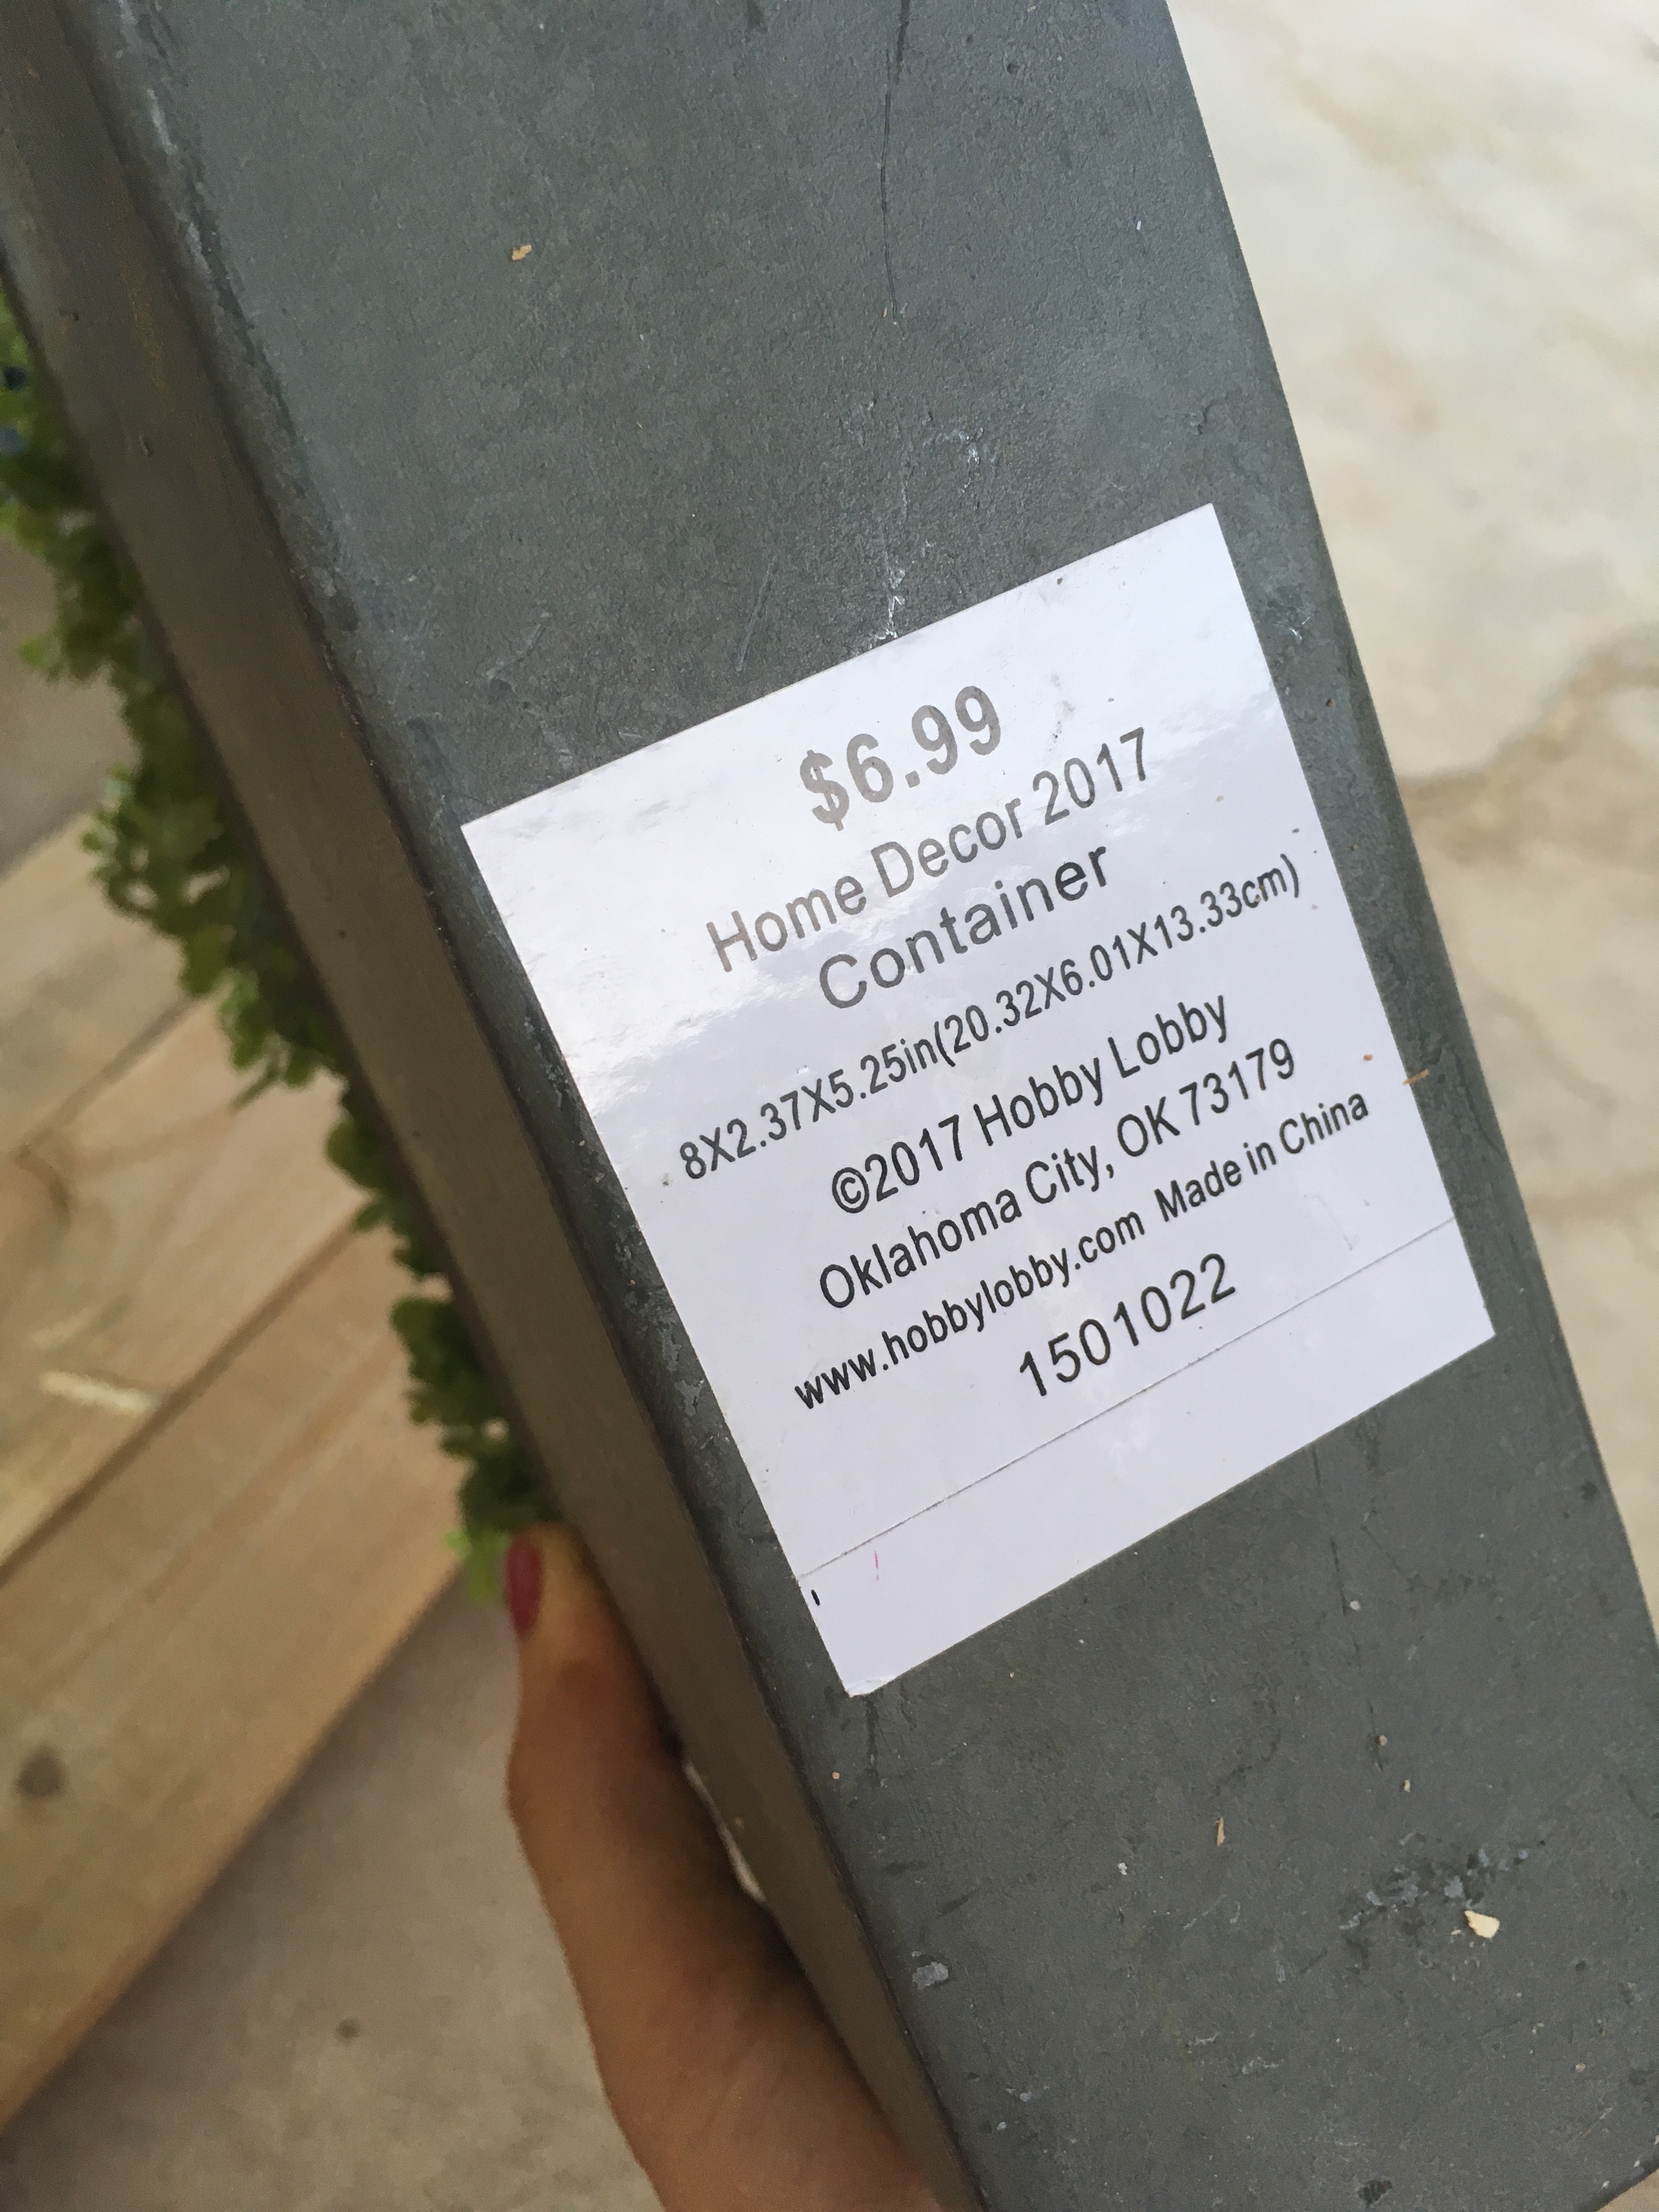 $6.99
Home Decor 2017
Container
8X2.37X5.25in(20.32X6.01X13.33cm)
©2017 Hobby Lobby
Oklahoma City, OK 73179
www.hobbylobby.com Made in China
1501022